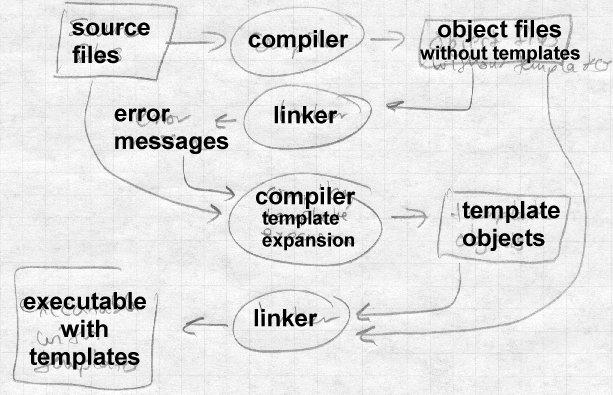 source
files
compiler
object files
without templates
linker
error
messages
compiler
template
expansion
template
objects
linker
executable
with
templates